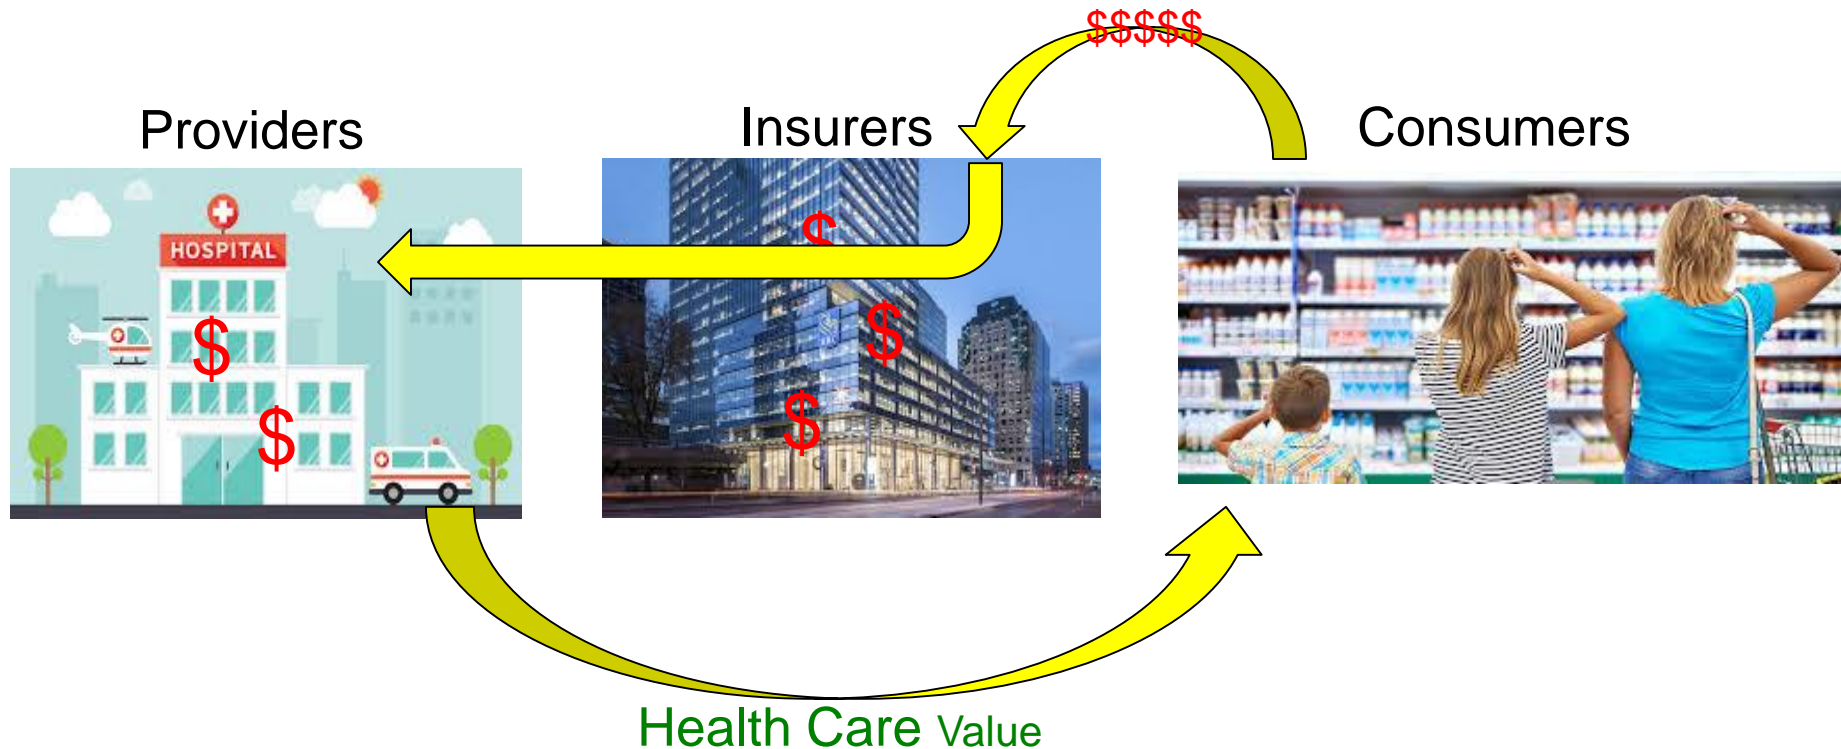 $$$$$
Providers
Insurers
Consumers
HOSPITAL
$
$
$
$
$
Health Care Value